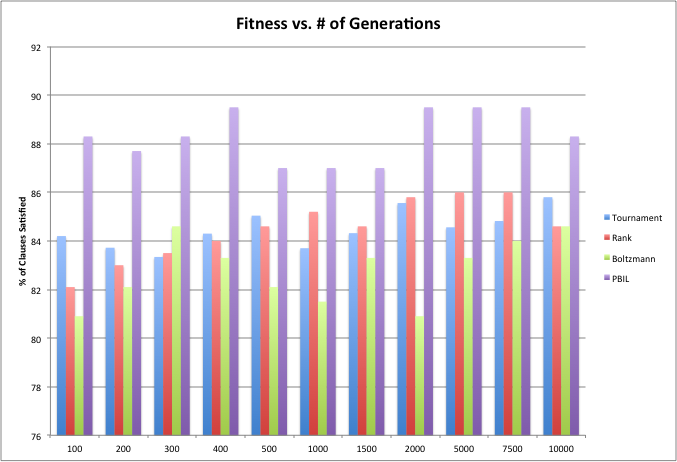 Fitness vs. # of Generations
92
90
88
86
84
82
80
78
76
% of Clauses Satisfied
100 200 300 400 500 1000 1500 2000 5000 7500 10000
Tournament
Rank
Boltzmann
PBIL